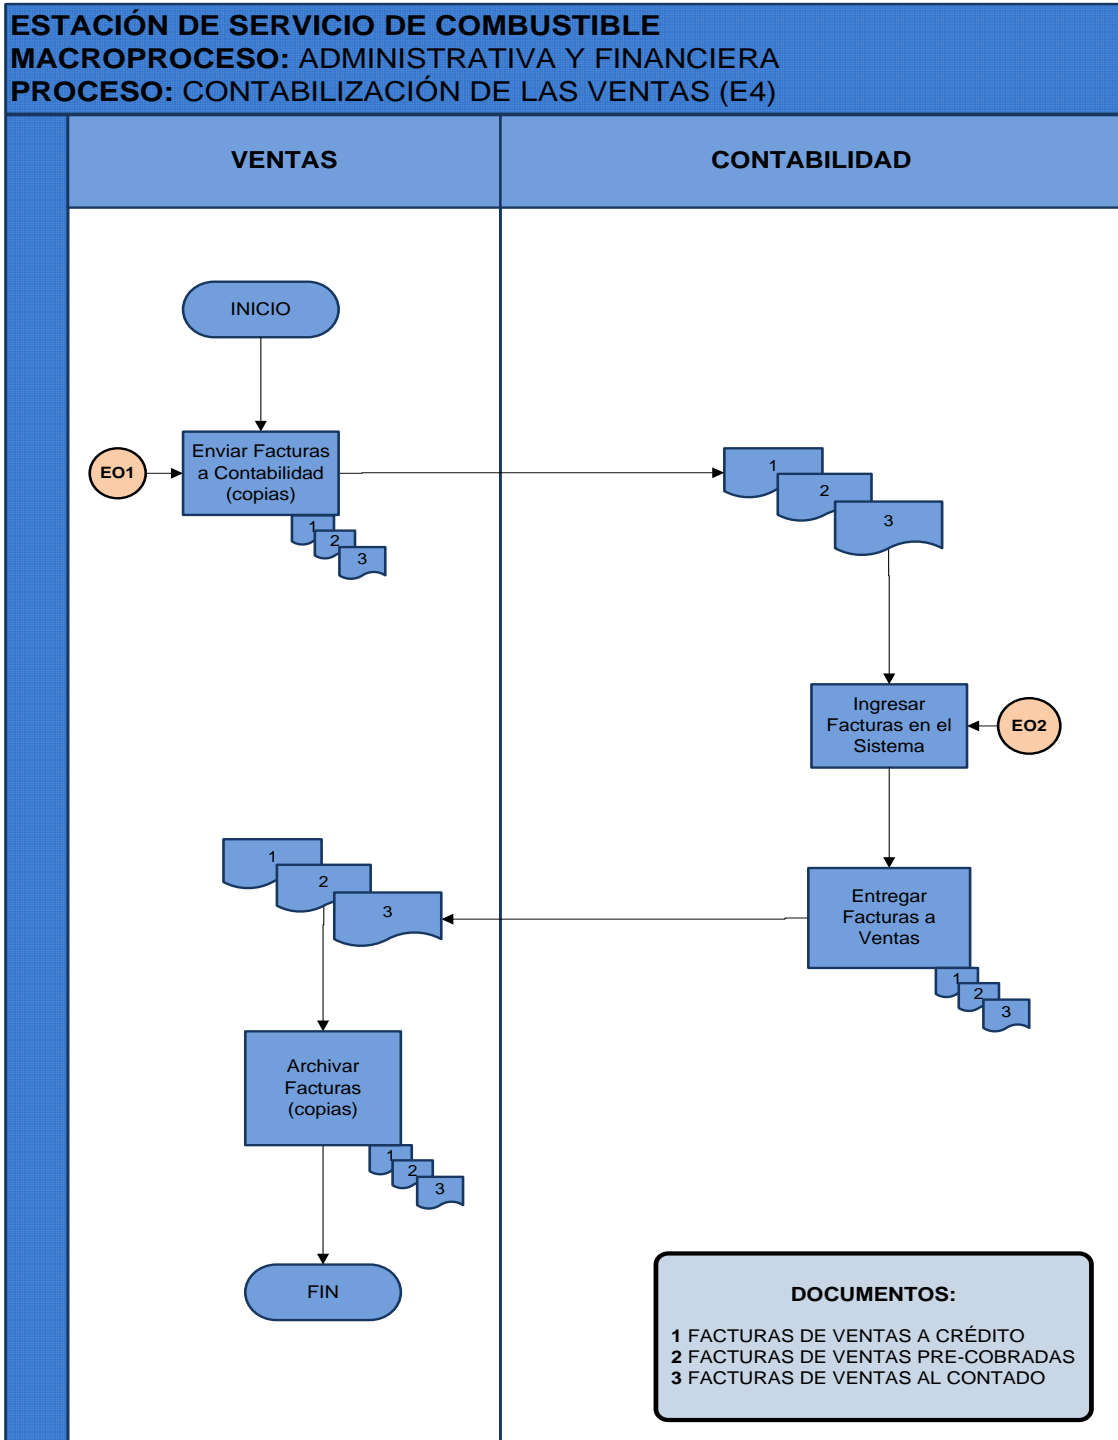 ESTACIÓN DE SERVICIO DE COMBUSTIBLE
MACROPROCESO: ADMINISTRATIVA Y FINANCIERA
PROCESO: CONTABILIZACIÓN DE LAS VENTAS (E4)
VENTAS
CONTABILIDAD
INICIO
EO1
Enviar Facturas
a Contabilidad
(copias)
1
2
3
1
2
3
Ingresar
Facturas en el
Sistema
EO2
Entregar
Facturas a
Ventas
1
2
3
1
2
3
Archivar
Facturas
(copias)
1
2
3
FIN
DOCUMENTOS:
1 FACTURAS DE VENTAS A CRÉDITO
2 FACTURAS DE VENTAS PRE-COBRADAS
3 FACTURAS DE VENTAS AL CONTADO